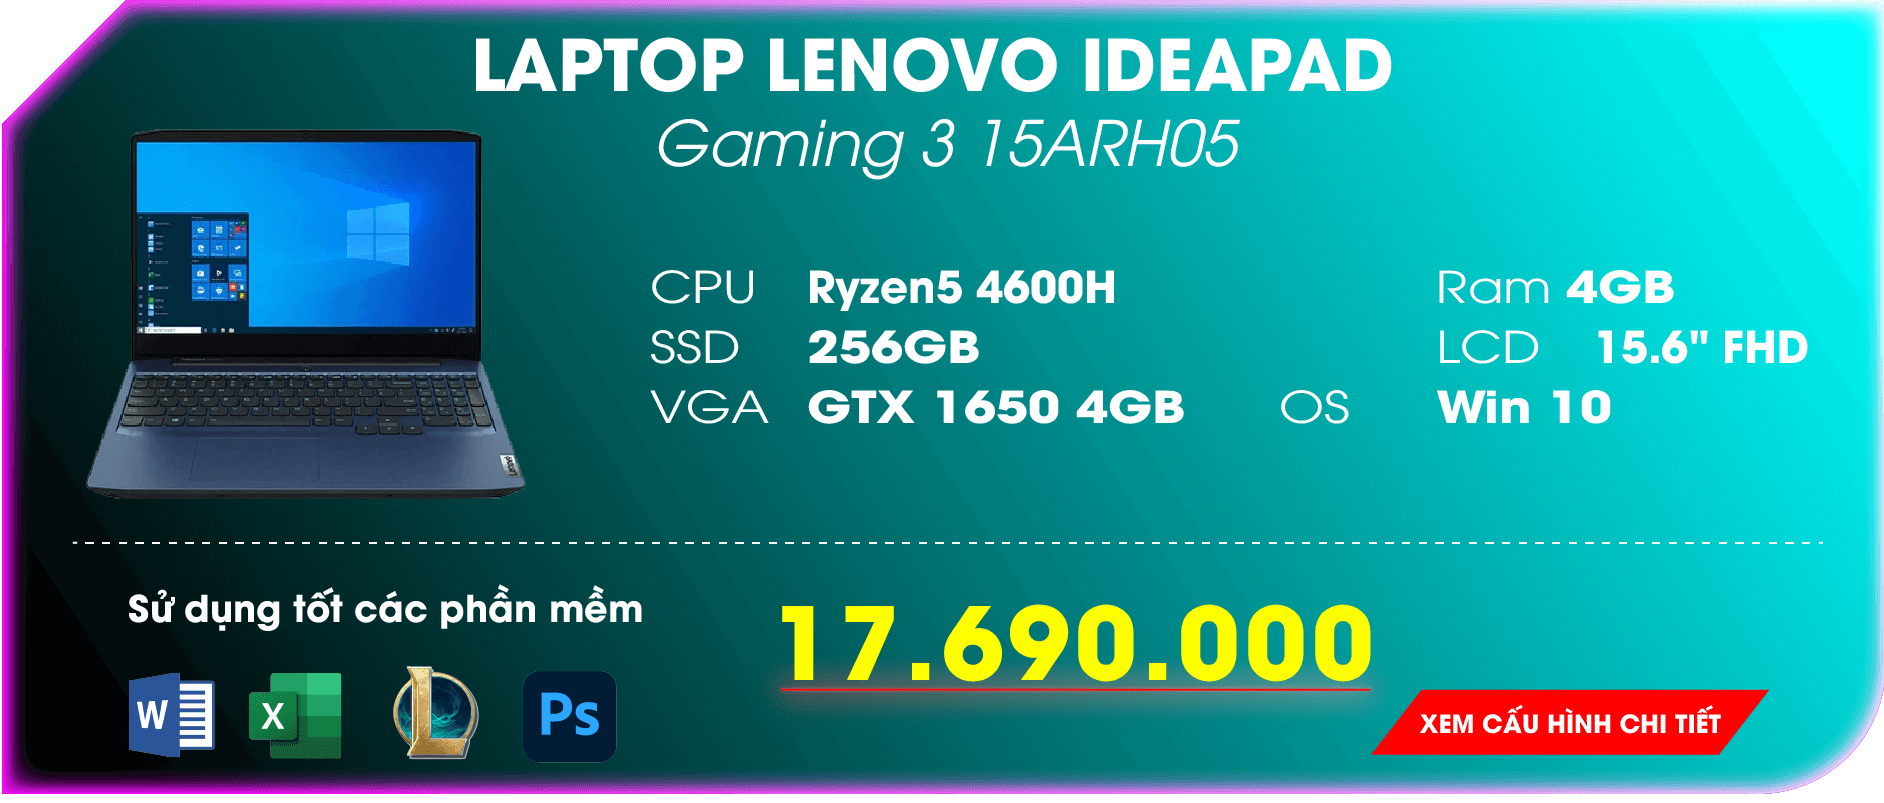 LAPTOP LENOVO IDEAPAD
Gaming 3 15ARH05
CPU Ryzen5 4600H Ram 4GB
SSD 256GB LCD 15.6" FHD
VGA GTX 1650 4GB OS Win 10
Sử dụng tốt các phần mềm
17.690.000
W X L Ps
XEM CẤU HÌNH CHI TIẾT